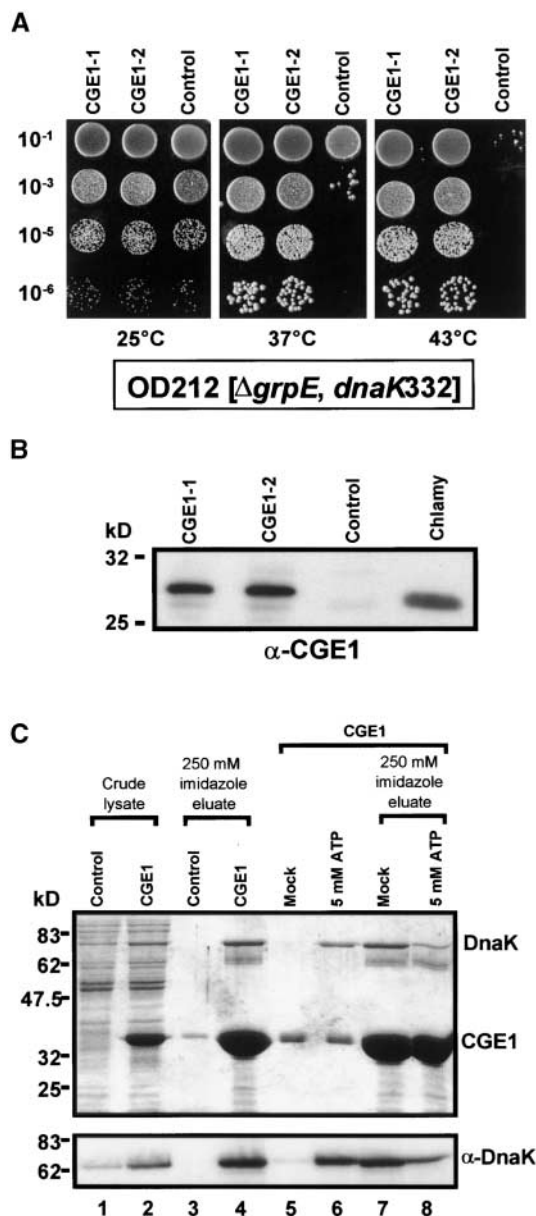 A
CGE1-1 CGE1-2 Control CGE1-1 CGE1-2 Control CGE1-1 CGE1-2 Control
10⁻¹
10⁻³
10⁻⁵
10⁻⁶
25°C 37°C 43°C
OD212 [ΔgrpE, dnaK332]
B
kD CGE1-1 CGE1-2 Control Chlamy
32
25
α-CGE1
C
CGE1
Crude lysate
250 mM imidazole eluate
250 mM imidazole eluate
kD Control CGE1 Control CGE1 Mock 5 mM ATP Mock 5 mM ATP
83
DnaK
62
47.5
CGE1
32
25
83
α-DnaK
62
1 2 3 4 5 6 7 8